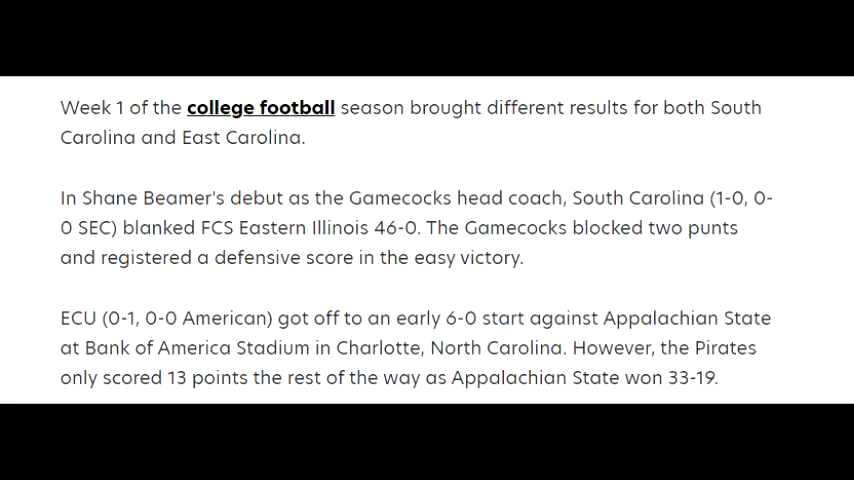 Week 1 of the college football season brought different results for both South
Carolina and East Carolina.
In Shane Beamer's debut as the Gamecocks head coach, South Carolina (1-0, 0-
0 SEC) blanked FCS Eastern Illinois 46-0. The Gamecocks blocked two punts
and registered a defensive score in the easy victory.
ECU (0-1, 0-0 American) got off to an early 6-0 start against Appalachian State
at Bank of America Stadium in Charlotte, North Carolina. However, the Pirates
only scored 13 points the rest of the way as Appalachian State won 33-19.